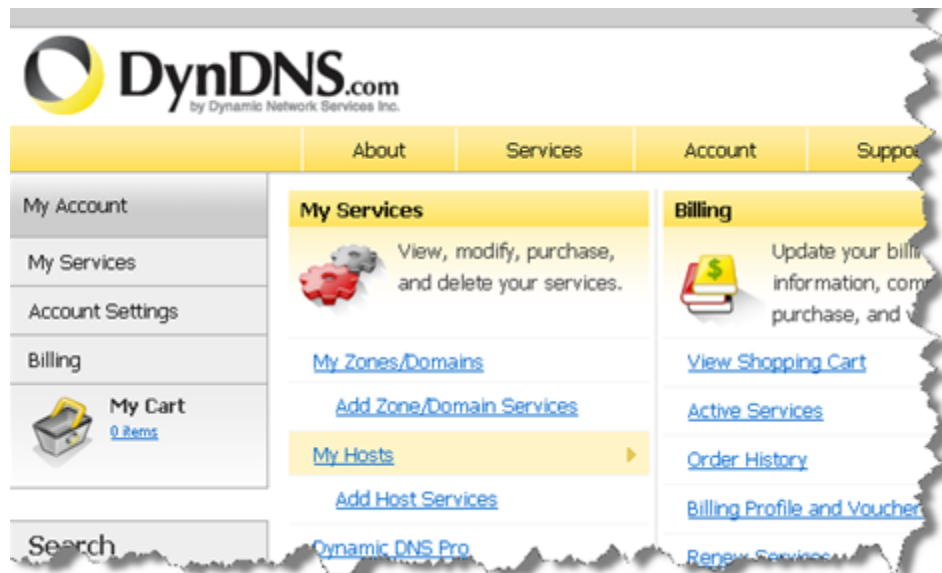 DynDNS.com
by Dynamic Network Services Inc.
About Services Account
My Account
My Services
Account Settings
Billing
My Cart
0 items
Search
My Services
View, modify, purchase,
and delete your services.
My Zones/Domains
Add Zone/Domain Services
My Hosts
Add Host Services
Dynamic DNS Pro
Billing
Update your
information,
purchase, and
View Shopping Cart
Active Services
Order History
Billing Profile and Voucher
Renew Services